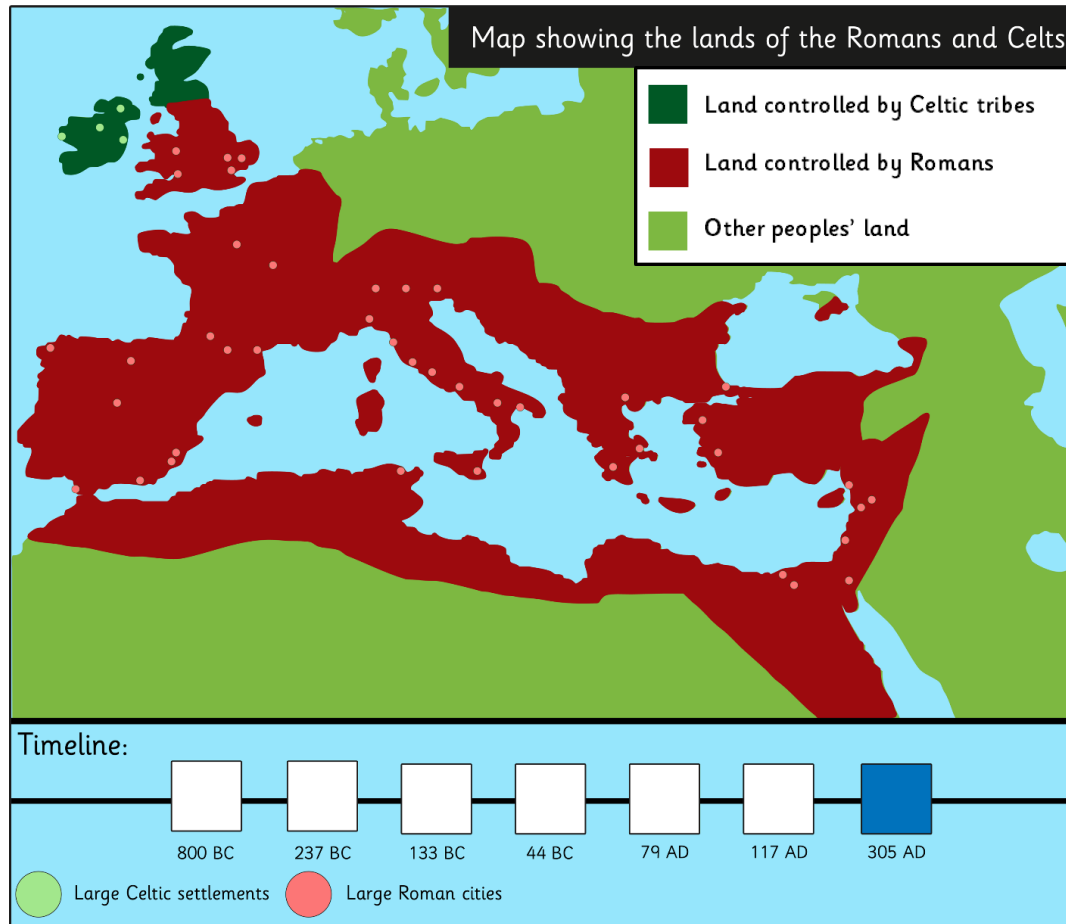 Map showing the lands of the Romans and Celts
Land controlled by Celtic tribes
Land controlled by Romans
Other peoples' land
Timeline:
800 BC
237 BC
133 BC
44 BC
79 AD
117 AD
305 AD
Large Celtic settlements
Large Roman cities